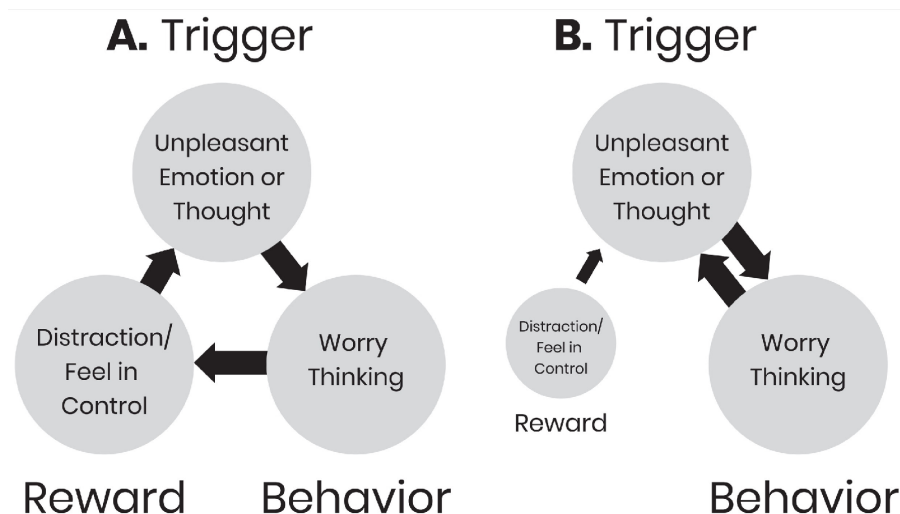 A. Trigger
Unpleasant
Emotion or
Thought
Distraction/
Feel in
Control
Worry
Thinking
Reward
Behavior
B. Trigger
Unpleasant
Emotion or
Thought
Distraction/
Feel in
Control
Reward
Worry
Thinking
Behavior